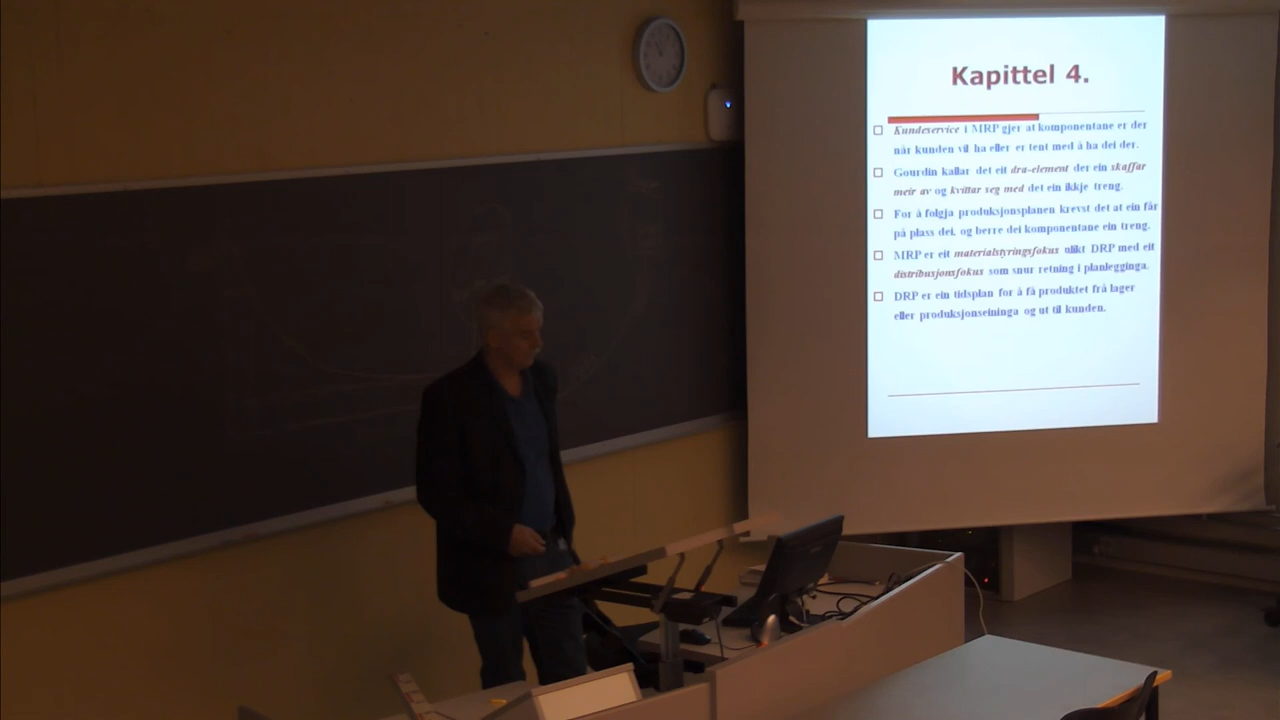 Kapittel 4.
Kundeservice i MRP gjer at komponentane er der
når kunden vil ha eller er tent med å ha dei der.
Gourdin kallar det eit dra-element der ein skaffar
meir av og kvittar seg med det ein ikkje treng.
For å følgja produksjonsplanen krevst det at ein får
på plass dei, og berre dei komponentane ein treng.
MRP er eit materialstyringsfokus ulikt DRP med eit
distribusjonsfokus som snur retning i planlegginga.
DRP er ein tidsplan for å få produktet frå lager
eller produksjonseininga og ut til kunden.